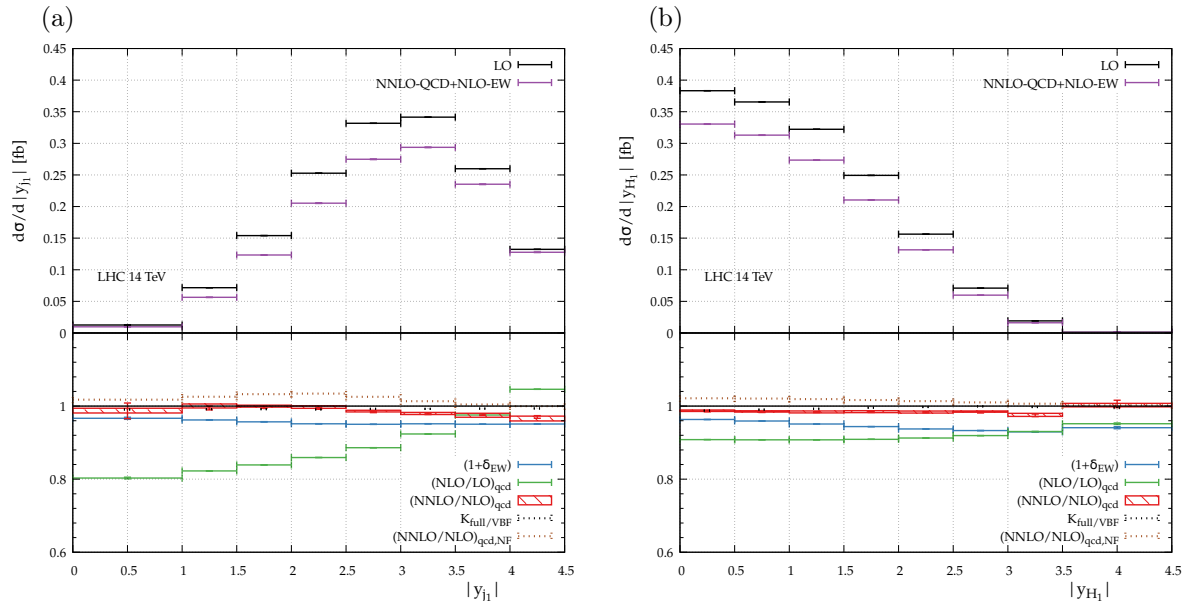 (a)
0.45
0.4
0.35
0.3
0.25
0.2
0.15
0.1
0.05
0
dσ/d|y_{j_1}| [fb]
LO
NNLO-QCD+NLO-EW
LHC 14 TeV
1
0.8
0.6
(1+δ_{EW})
(NLO/LO)_{qcd}
(NNLO/NLO)_{qcd}
K_{full/VBF}
(NNLO/NLO)_{qcd,NF}
0 0.5 1 1.5 2 2.5 3 3.5 4 4.5
|y_{j_1}|
(b)
0.45
0.4
0.35
0.3
0.25
0.2
0.15
0.1
0.05
0
dσ/d|y_{H_1}| [fb]
LO
NNLO-QCD+NLO-EW
LHC 14 TeV
1
0.8
0.6
(1+δ_{EW})
(NLO/LO)_{qcd}
(NNLO/NLO)_{qcd}
K_{full/VBF}
(NNLO/NLO)_{qcd,NF}
0 0.5 1 1.5 2 2.5 3 3.5 4 4.5
|y_{H_1}|